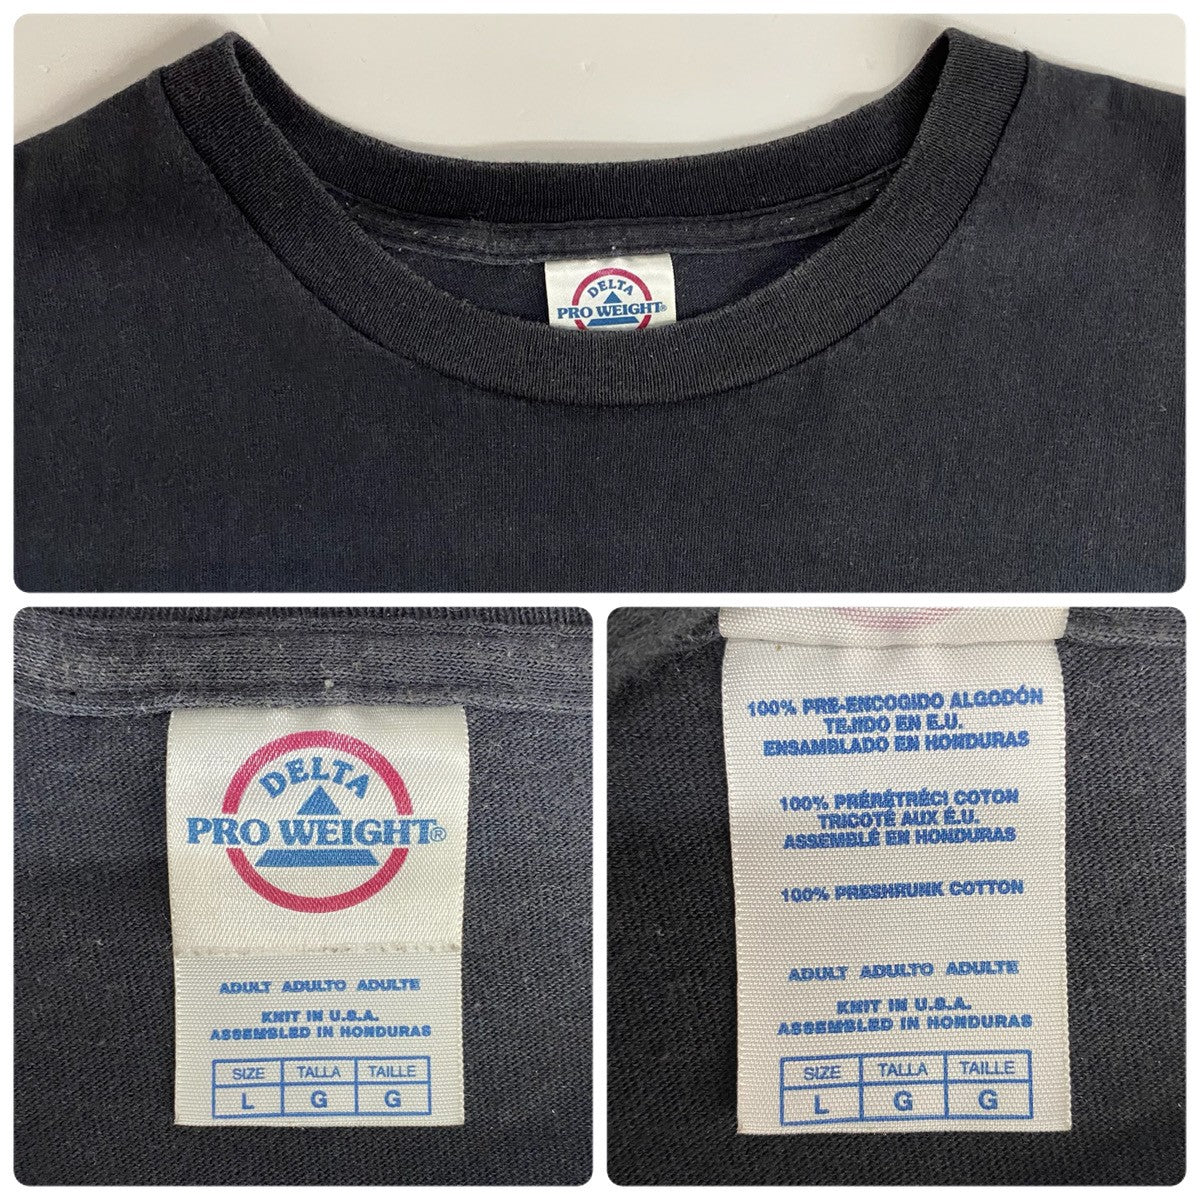 DELTA
PRO WEIGHT®
DELTA
PRO WEIGHT®
ADULT ADULTO ADULTE
KNIT IN U.S.A.
ASSEMBLED IN HONDURAS
SIZE TALLA TAILLE
L G G
100% PRE-ENCOGIDO ALGODÓN
TEJIDO EN E.U.
ENSAMBLADO EN HONDURAS
100% PRÉRÉTRÉCI COTON
TRICOTÉ AUX É.U.
ASSEMBLÉ EN HONDURAS
100% PRESHRUNK COTTON
ADULT ADULTO ADULTE
KNIT IN U.S.A.
ASSEMBLED IN HONDURAS
SIZE TALLA TAILLE
L G G